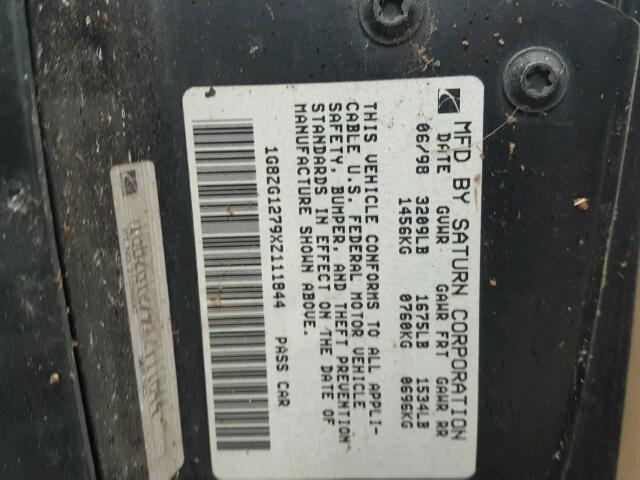 MFD BY SATURN CORPORATION
DATE GVWR GAWR FRT GAWR RR
06/98 3209LB 1675LB 1534LB
1456KG 0760KG 0696KG
THIS VEHICLE CONFORMS TO ALL APPLI-
CABLE U.S. FEDERAL MOTOR VEHICLE
SAFETY, BUMPER, AND THEFT PREVENTION
STANDARDS IN EFFECT ON THE DATE OF
MANUFACTURE SHOWN ABOVE.
1G8ZG1279XZ111844 PASS CAR